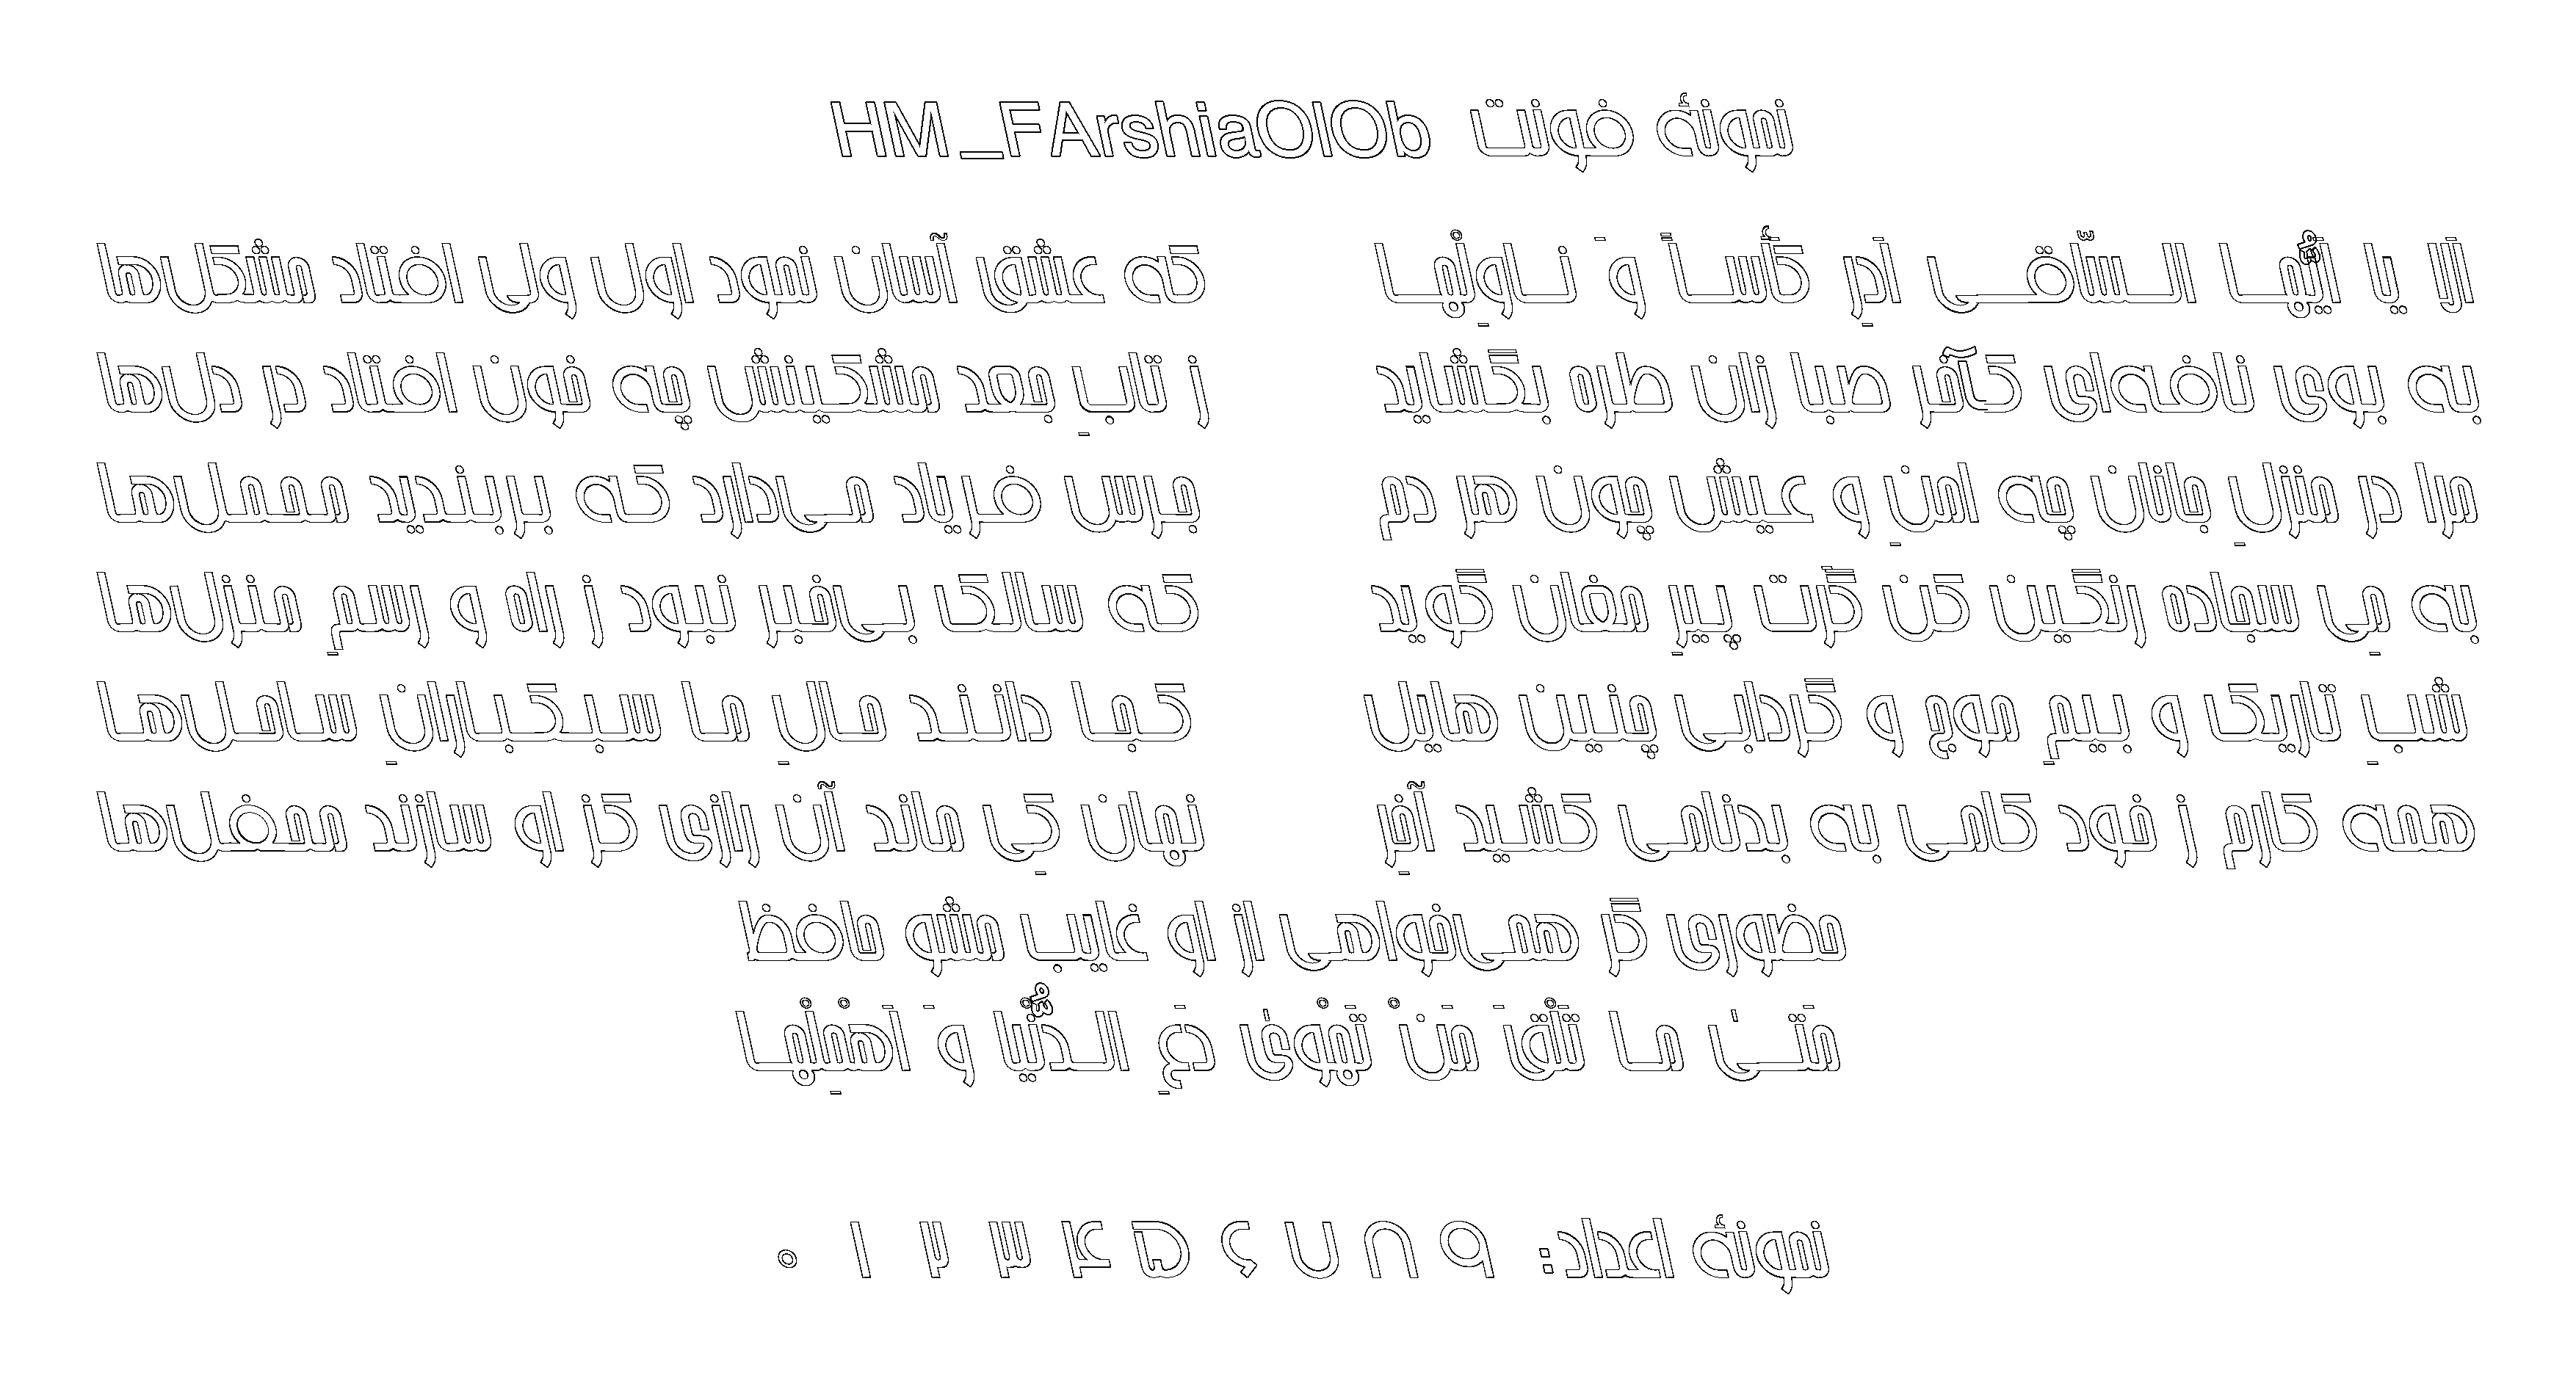 نمونهٔ فونت HM_FArshiaOlOb
اَلا یا اَیُّهَا السّاقی اَدِر کَأساً وَ ناوِلْها که عشق آسان نمود اول ولی افتاد مشکل‌ها
به بوی نافه‌ای کآخر صبا زان طره بگشاید ز تابِ جعد مشکینش چه خون افتاد در دل‌ها
مرا در منزلِ جانان چه امنِ و عیش چون هر دم جرس فریاد می‌دارد که بربندید محمل‌ها
به مِی سجاده رنگین کن گَرت پیرِ مغان گوید که سالک بی‌خبر نبود ز راه و رسمِ منزل‌ها
شبِ تاریک و بیمِ موج و گردابی چنین هایل کجا دانند حالِ ما سبکبارانِ ساحل‌ها
همه کارم ز خود کامی به بدنامی کشید آخِر نهان کِی ماند آن رازی کز او سازند محفل‌ها
حضوری گر همی‌خواهی از او غایب مشو حافظ
مَتیٰ ما تَلْقَ مَنْ تَهْویٰ دَعِ الدُّنْیا وَ اَهْمِلْها
نمونهٔ اعداد: ۹ ۸ ۷ ۶ ۵ ۴ ۳ ۲ ۱ ۰